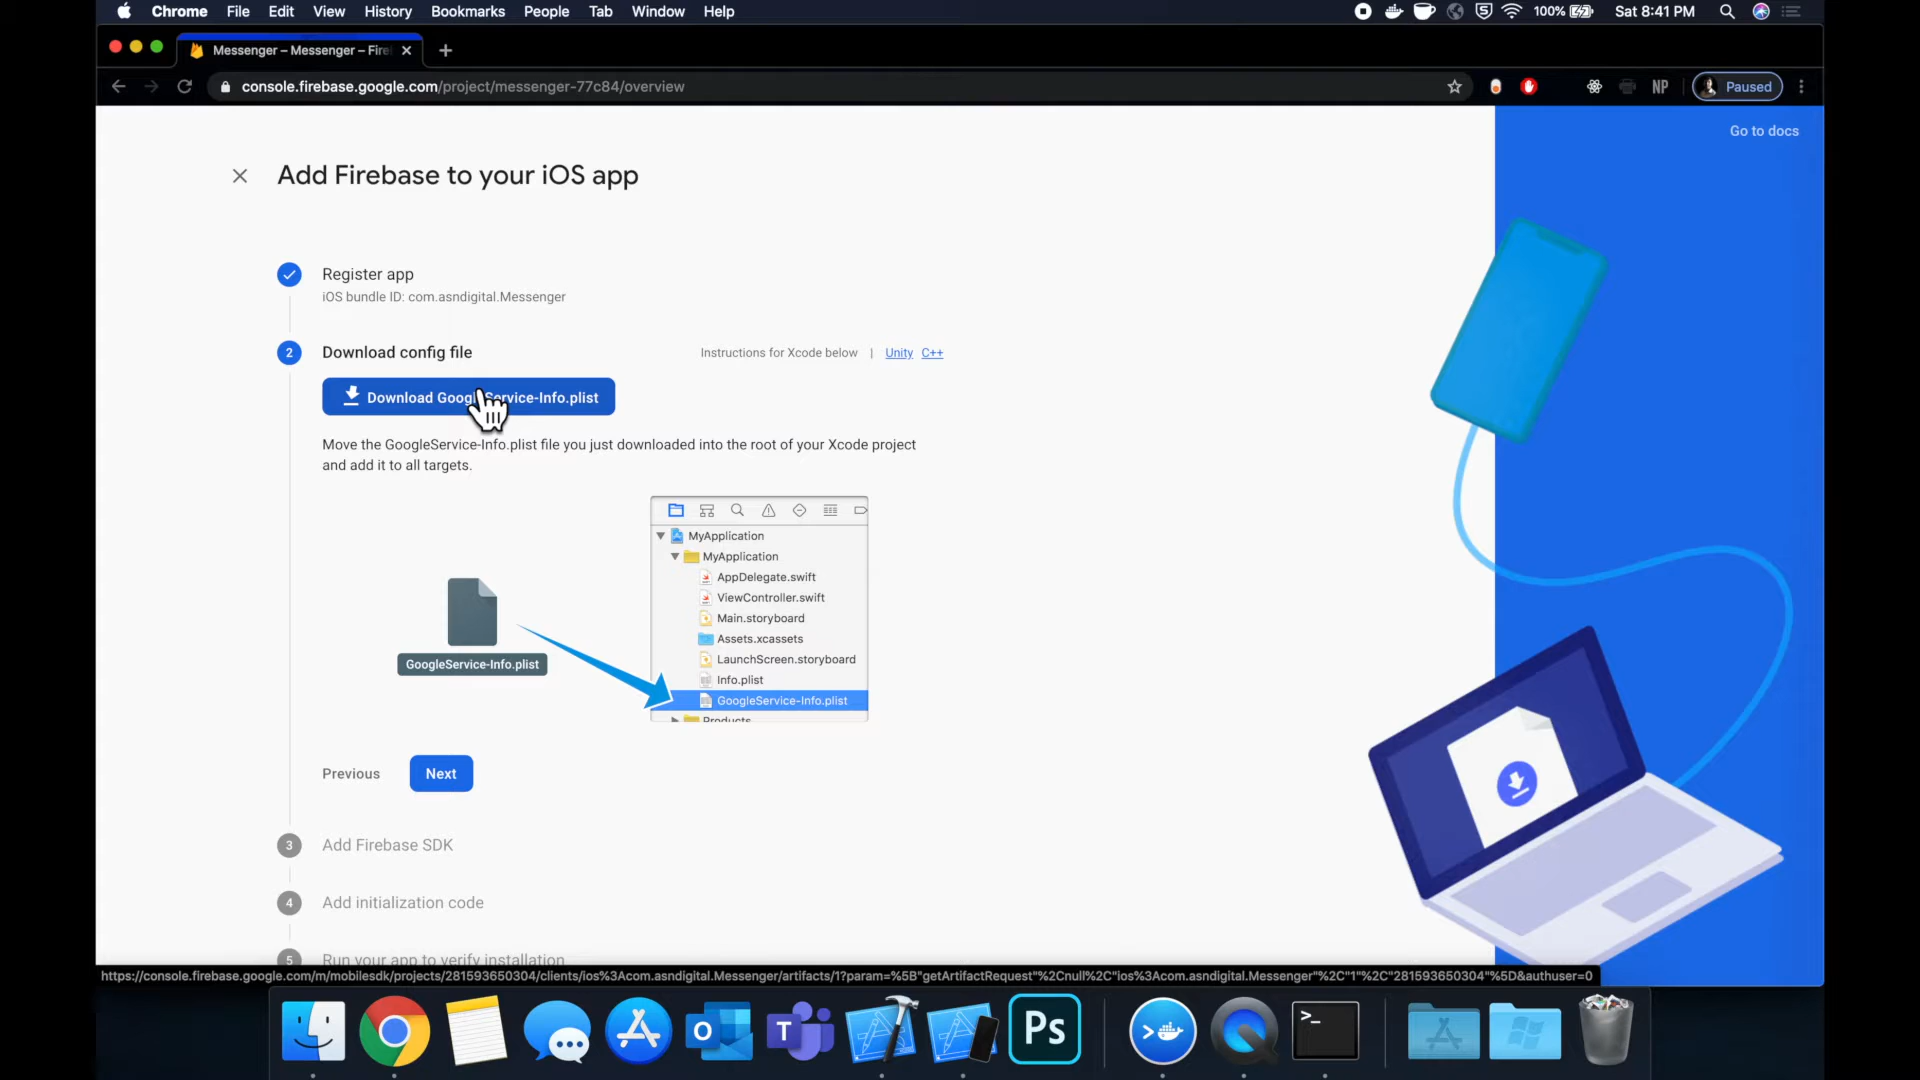 Chrome File Edit View History Bookmarks People Tab Window Help 100% Sat 8:41 PM
Messenger – Messenger – Fire
console.firebase.google.com/project/messenger-77c84/overview NP Paused
Go to docs
Add Firebase to your iOS app
Register app
iOS bundle ID: com.asndigital.Messenger
2 Download config file Instructions for Xcode below | Unity C++
Download GoogleService-Info.plist
Move the GoogleService-Info.plist file you just downloaded into the root of your Xcode project
and add it to all targets.
MyApplication
MyApplication
AppDelegate.swift
ViewController.swift
Main.storyboard
Assets.xcassets
LaunchScreen.storyboard
Info.plist
GoogleService-Info.plist
Products
GoogleService-Info.plist
Previous Next
3 Add Firebase SDK
4 Add initialization code
5 Run your app to verify installation
https://console.firebase.google.com/m/mobilesdk/projects/281593650304/clients/ios%3Acom.asndigital.Messenger/artifacts/1?param=%5B"getArtifactRequest"%2Cnull%2C"ios%3Acom.asndigital.Messenger"%2C"1"%2C"281593650304"%5D&authuser=0
Ps